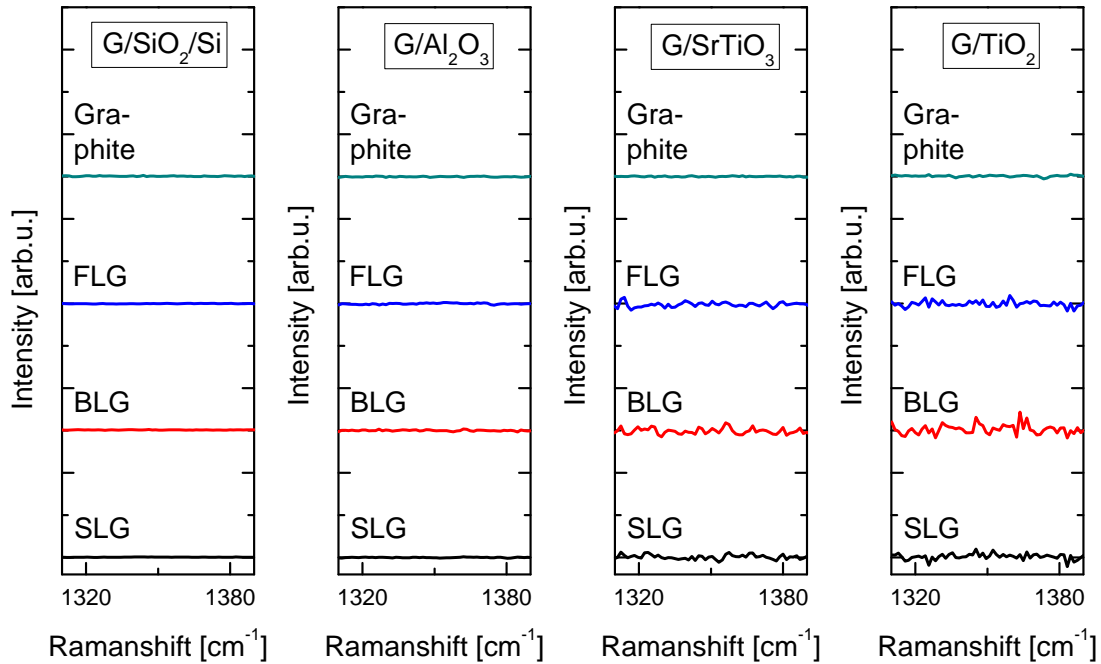 G/SiO₂/Si
Gra-
phite
FLG
BLG
SLG
Intensity [arb.u.]
1320
1380
Ramanshift [cm⁻¹]
G/Al₂O₃
Gra-
phite
FLG
BLG
SLG
Intensity [arb.u.]
1320
1380
Ramanshift [cm⁻¹]
G/SrTiO₃
Gra-
phite
FLG
BLG
SLG
Intensity [arb.u.]
1320
1380
Ramanshift [cm⁻¹]
G/TiO₂
Gra-
phite
FLG
BLG
SLG
Intensity [arb.u.]
1320
1380
Ramanshift [cm⁻¹]